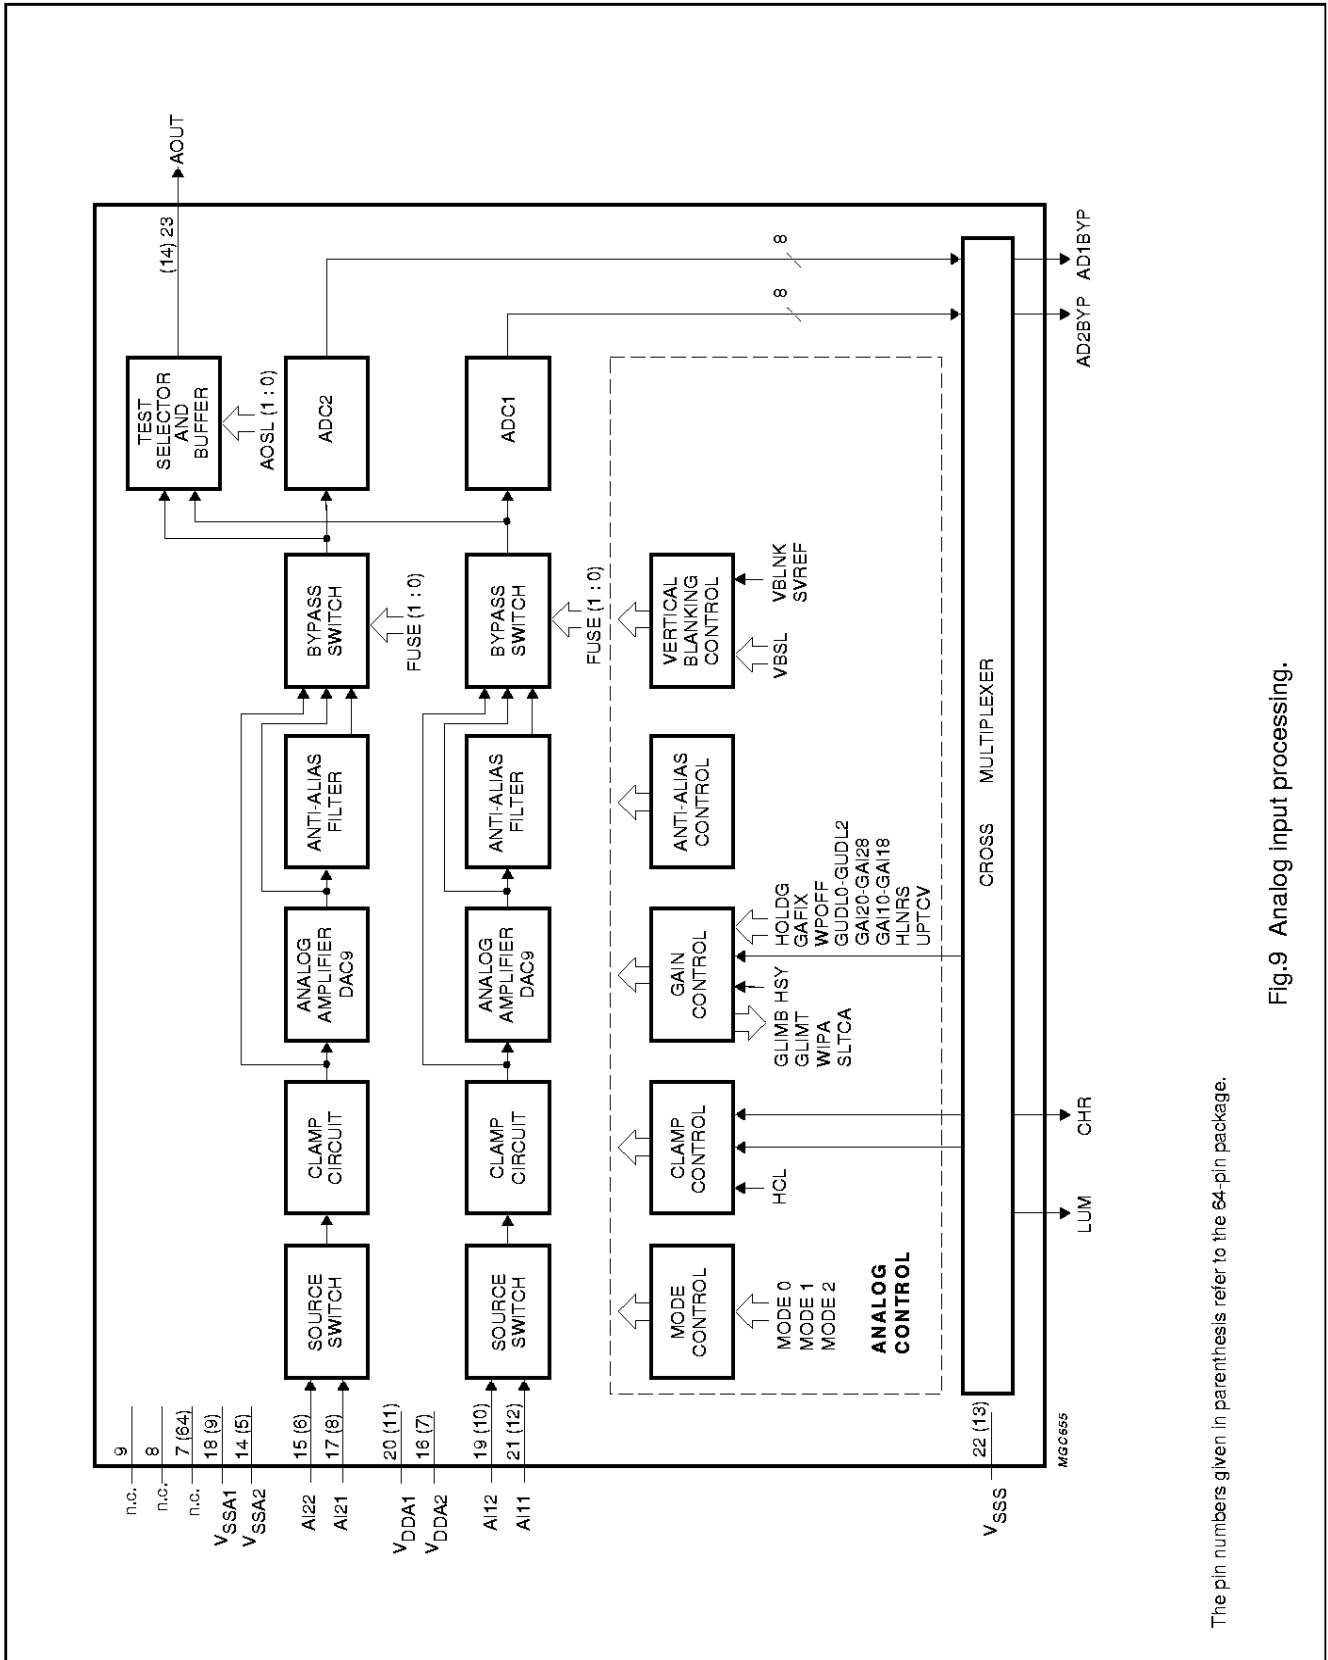 n.c.
9
n.c.
8
n.c.
7 (64)
VSSA1
18 (9)
VSSA2
14 (5)
AI22
15 (6)
AI21
17 (8)
VDDA1
20 (11)
VDDA2
16 (7)
AI12
19 (10)
AI11
21 (12)
VSSS
22 (13)
TEST
SELECTOR
AND
BUFFER
AOSL (1 : 0)
(14) 23
AOUT
SOURCE
SWITCH
CLAMP
CIRCUIT
ANALOG
AMPLIFIER
DAC9
ANTI-ALIAS
FILTER
BYPASS
SWITCH
FUSE (1 : 0)
ADC2
8
SOURCE
SWITCH
CLAMP
CIRCUIT
ANALOG
AMPLIFIER
DAC9
ANTI-ALIAS
FILTER
BYPASS
SWITCH
FUSE (1 : 0)
ADC1
8
MODE
CONTROL
MODE 0
MODE 1
MODE 2
ANALOG
CONTROL
CLAMP
CONTROL
HCL
GAIN
CONTROL
GLIMB
GLIMT
WIPA
SLTCA
HSY
HOLDG
GAFIX
WPOFF
GUDL0-GUDL2
GAI20-GAI28
GAI10-GAI18
HLNRS
UPTCV
ANTI-ALIAS
CONTROL
VERTICAL
BLANKING
CONTROL
VBSL
VBLNK
SVREF
CROSS MULTIPLEXER
LUM
CHR
AD2BYP
AD1BYP
MGC655
The pin numbers given in parenthesis refer to the 64-pin package.
Fig.9 Analog input processing.